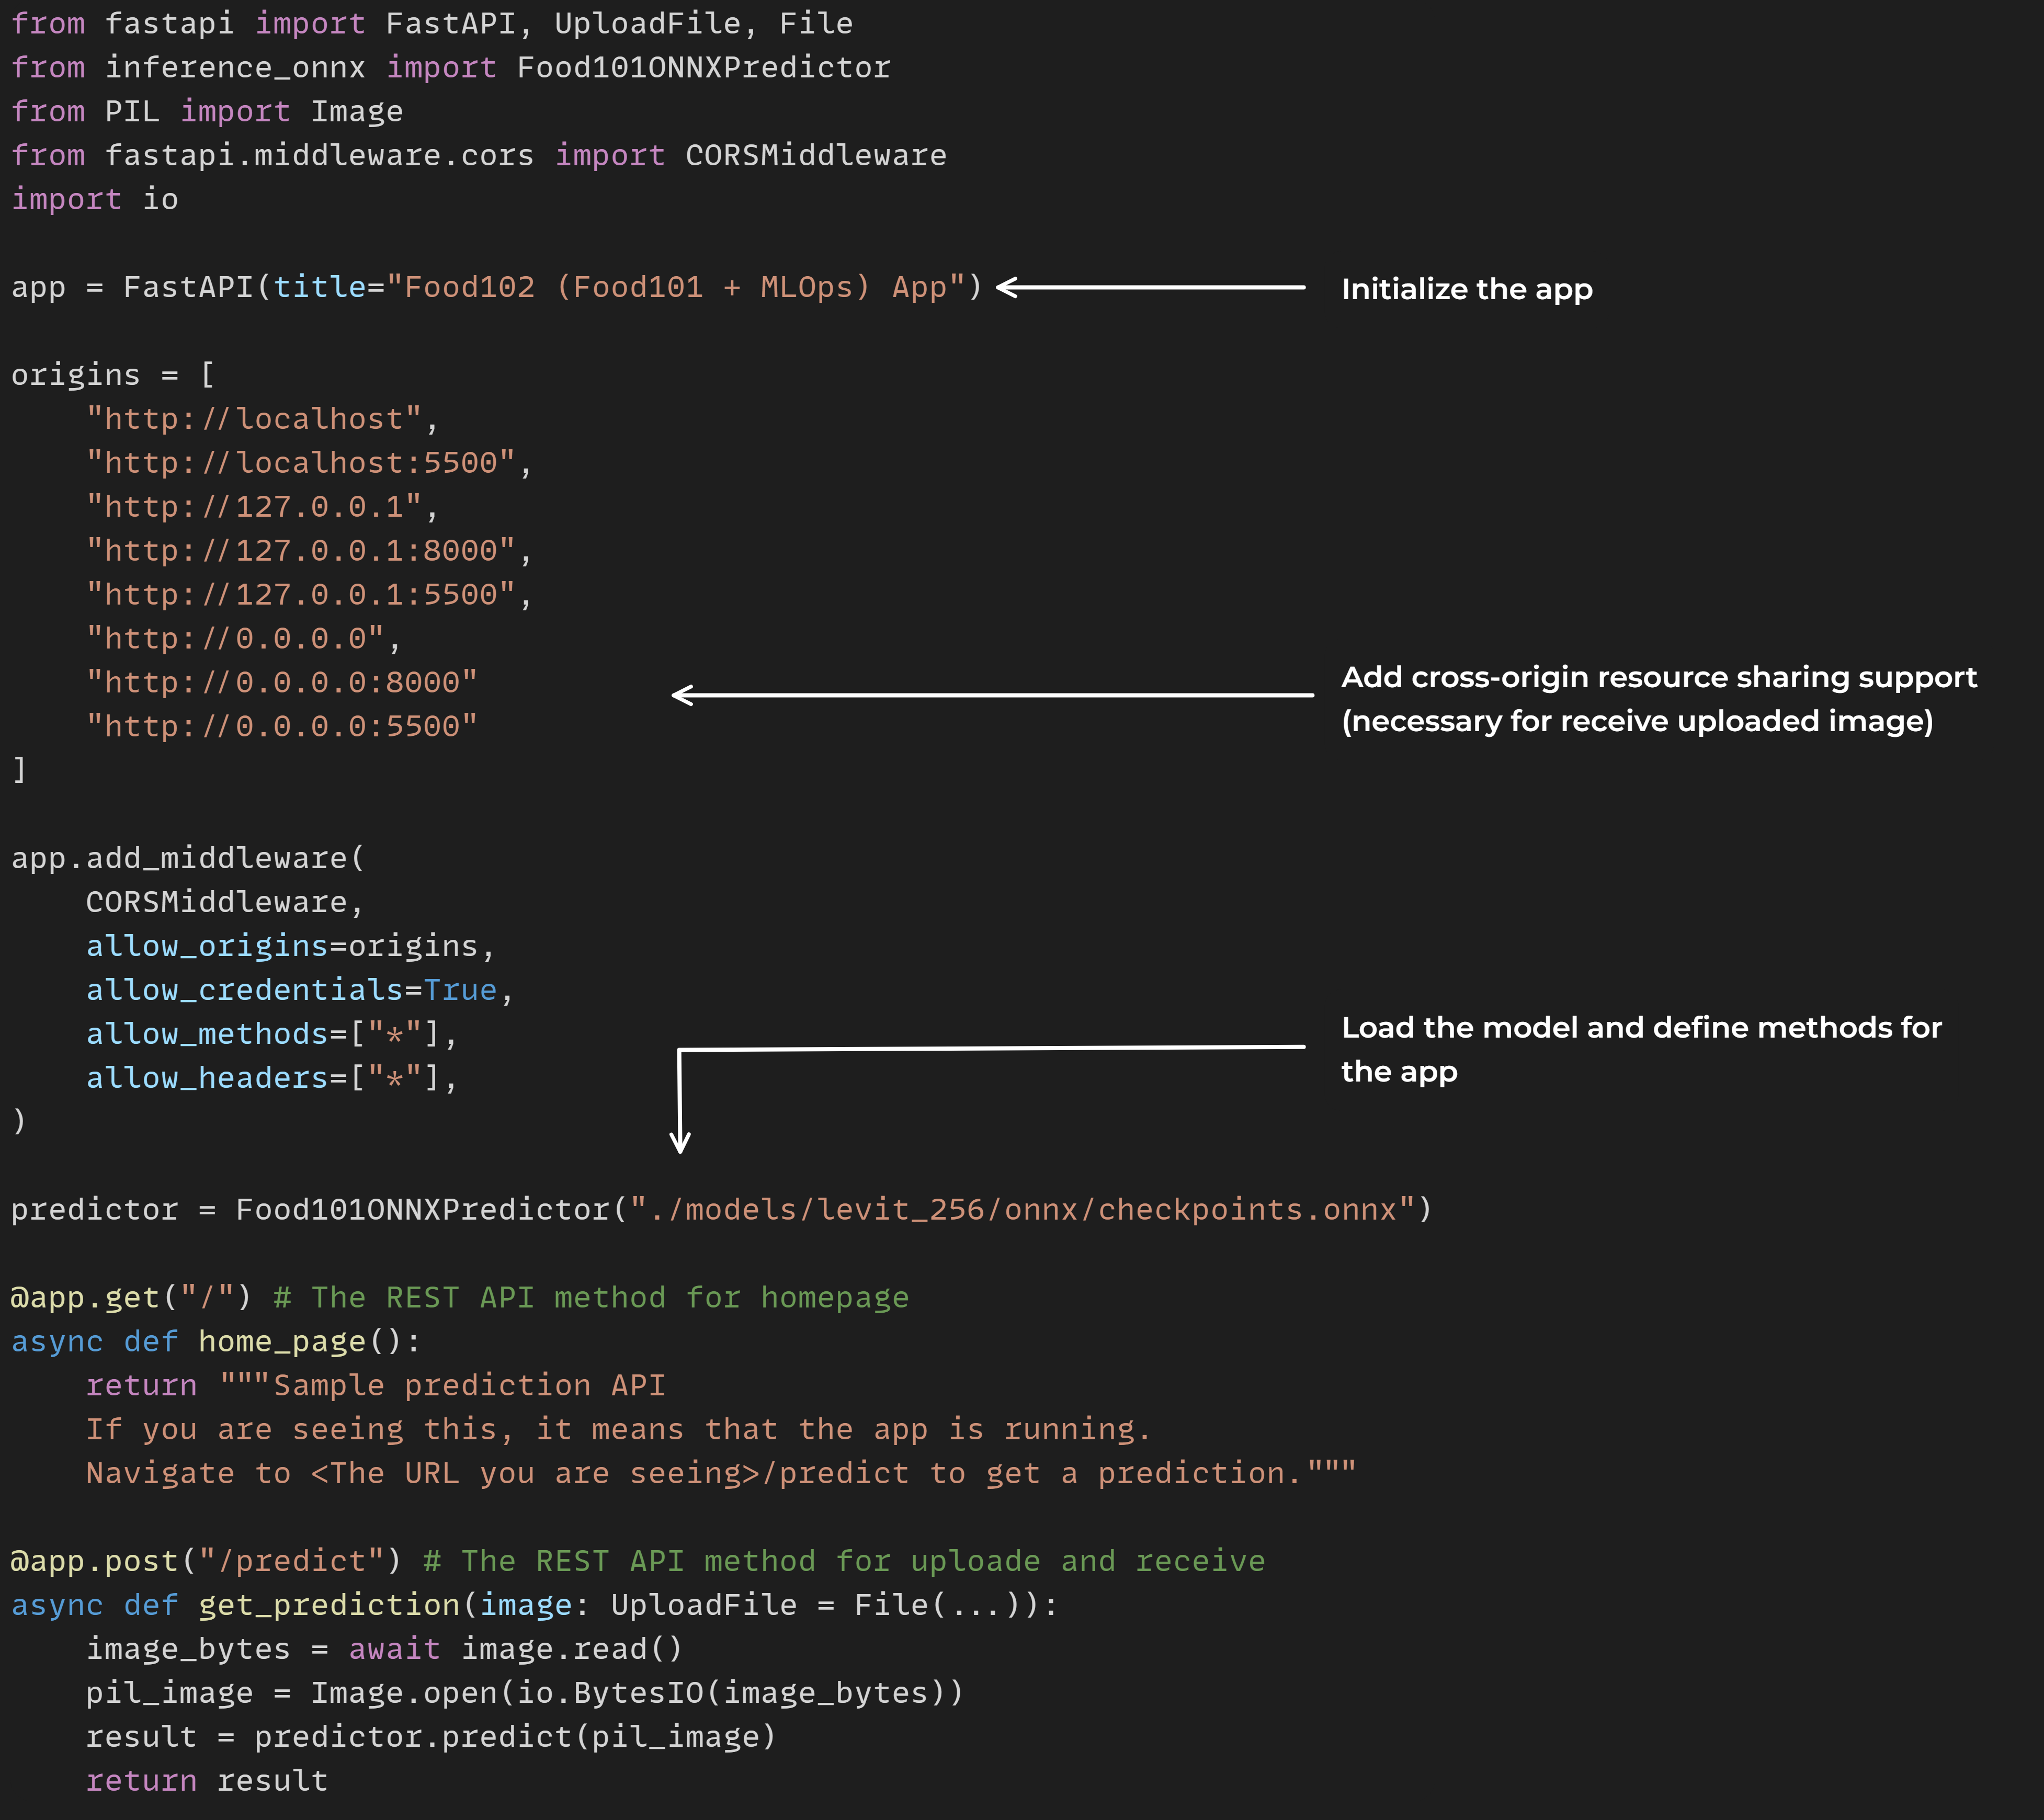 from fastapi import FastAPI, UploadFile, File
from inference_onnx import Food101ONNXPredictor
from PIL import Image
from fastapi.middleware.cors import CORSMiddleware
import io
app = FastAPI(title="Food102 (Food101 + MLOps) App")
Initialize the app
origins = [
    "http://localhost",
    "http://localhost:5500",
    "http://127.0.0.1",
    "http://127.0.0.1:8000",
    "http://127.0.0.1:5500",
    "http://0.0.0.0",
    "http://0.0.0.0:8000"
    "http://0.0.0.0:5500"
]
Add cross-origin resource sharing support
(necessary for receive uploaded image)
app.add_middleware(
    CORSMiddleware,
    allow_origins=origins,
    allow_credentials=True,
    allow_methods=["*"],
    allow_headers=["*"],
)
Load the model and define methods for
the app
predictor = Food101ONNXPredictor("./models/levit_256/onnx/checkpoints.onnx")
@app.get("/") # The REST API method for homepage
async def home_page():
    return """Sample prediction API
    If you are seeing this, it means that the app is running.
    Navigate to <The URL you are seeing>/predict to get a prediction."""
@app.post("/predict") # The REST API method for uploade and receive
async def get_prediction(image: UploadFile = File(...)):
    image_bytes = await image.read()
    pil_image = Image.open(io.BytesIO(image_bytes))
    result = predictor.predict(pil_image)
    return result